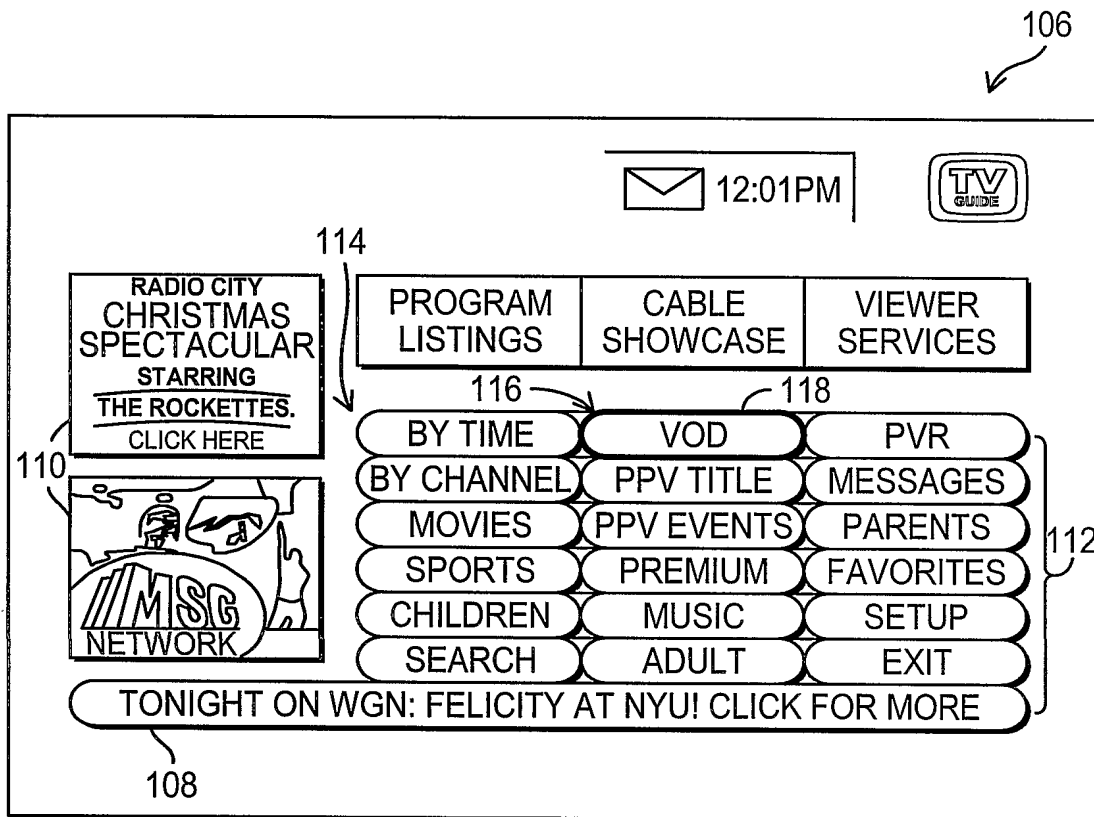 106
12:01PM
TV
GUIDE
114
RADIO CITY
CHRISTMAS
SPECTACULAR
STARRING
THE ROCKETTES.
CLICK HERE
PROGRAM LISTINGS
CABLE SHOWCASE
VIEWER SERVICES
116
118
BY TIME VOD PVR
110
BY CHANNEL PPV TITLE MESSAGES
MOVIES PPV EVENTS PARENTS
112
SPORTS PREMIUM FAVORITES
MSG
NETWORK
CHILDREN MUSIC SETUP
SEARCH ADULT EXIT
TONIGHT ON WGN: FELICITY AT NYU! CLICK FOR MORE
108